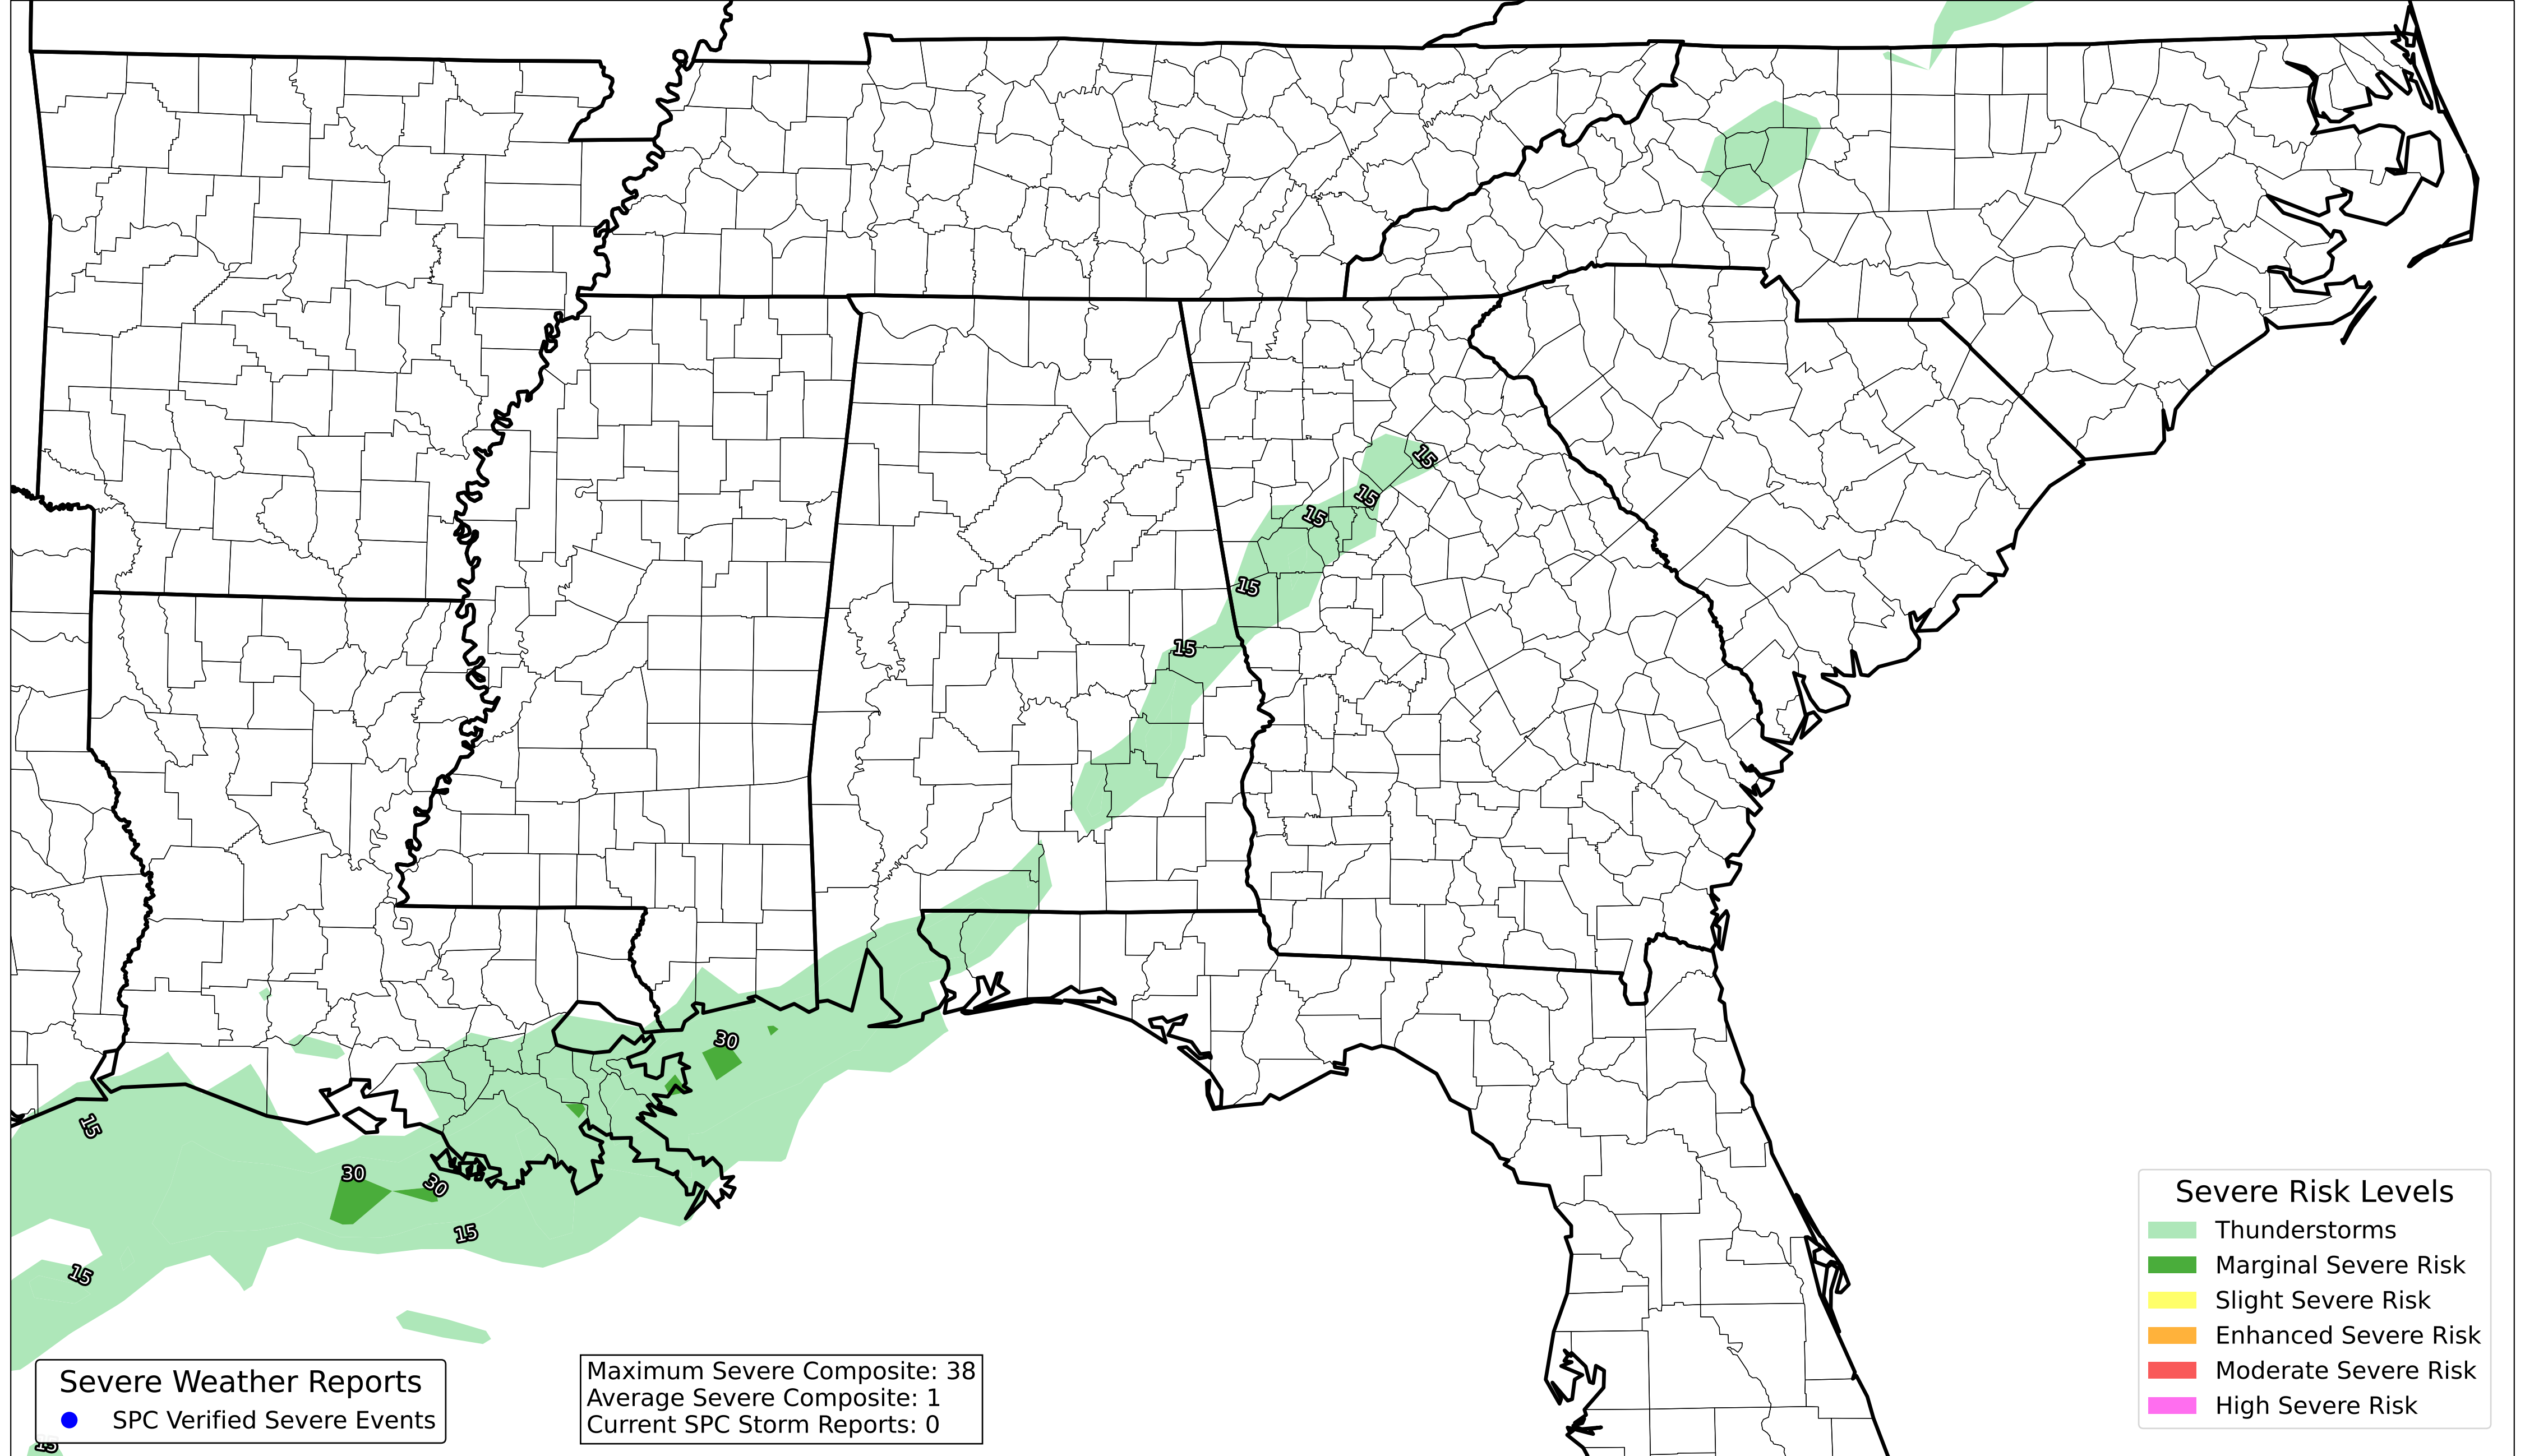 15
15
15
15
15
30
15
30
30
15
15
Severe Risk Levels
Thunderstorms
Marginal Severe Risk
Slight Severe Risk
Enhanced Severe Risk
Moderate Severe Risk
High Severe Risk
Maximum Severe Composite: 38
Average Severe Composite: 1
Current SPC Storm Reports: 0
Severe Weather Reports
SPC Verified Severe Events
15